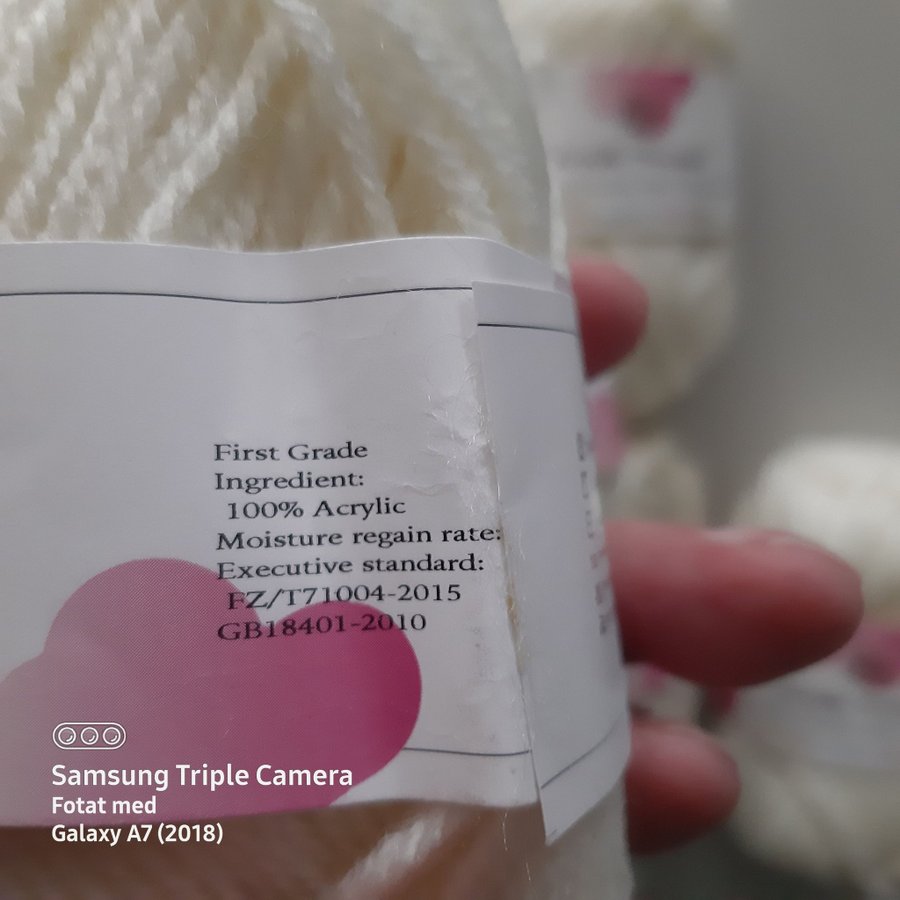 First Grade
Ingredient:
100% Acrylic
Moisture regain rate:
Executive standard:
FZ/T71004-2015
GB18401-2010
Samsung Triple Camera
Fotat med
Galaxy A7 (2018)